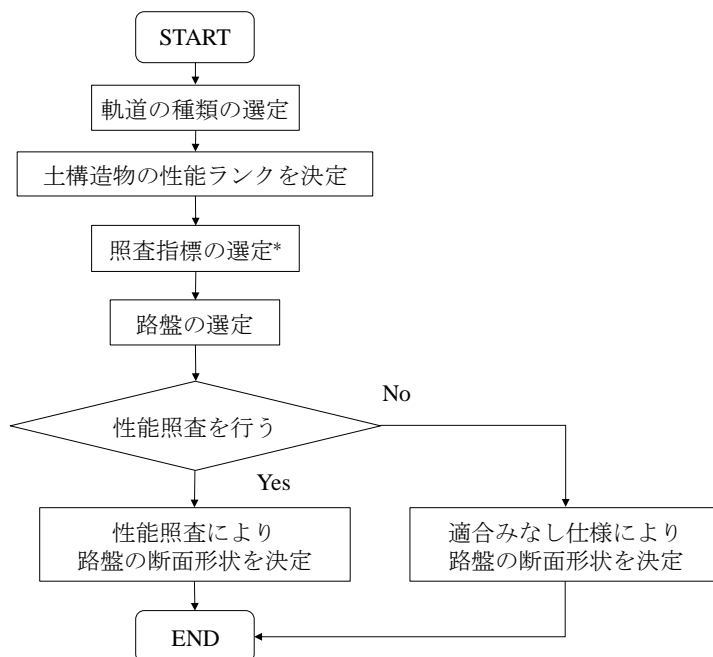 START
軌道の種類の選定
土構造物の性能ランクを決定
照査指標の選定*
路盤の選定
No
性能照査を行う
Yes
性能照査により
路盤の断面形状を決定
適合みなし仕様により
路盤の断面形状を決定
END